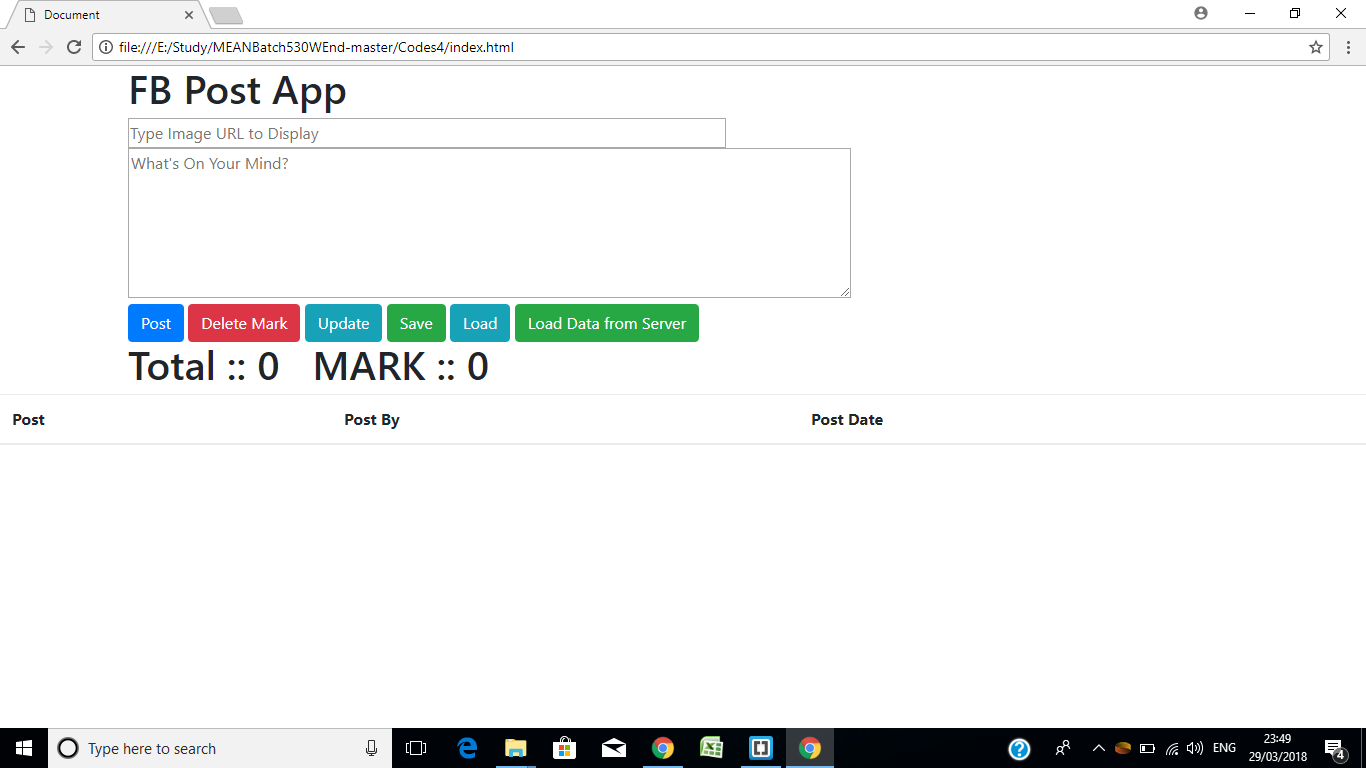 Document
file:///E:/Study/MEANBatch530WEnd-master/Codes4/index.html
FB Post App
Type Image URL to Display
What's On Your Mind?
Post Delete Mark Update Save Load Load Data from Server
Total :: 0 MARK :: 0
Post Post By Post Date
Type here to search
ENG
23:49
29/03/2018
4